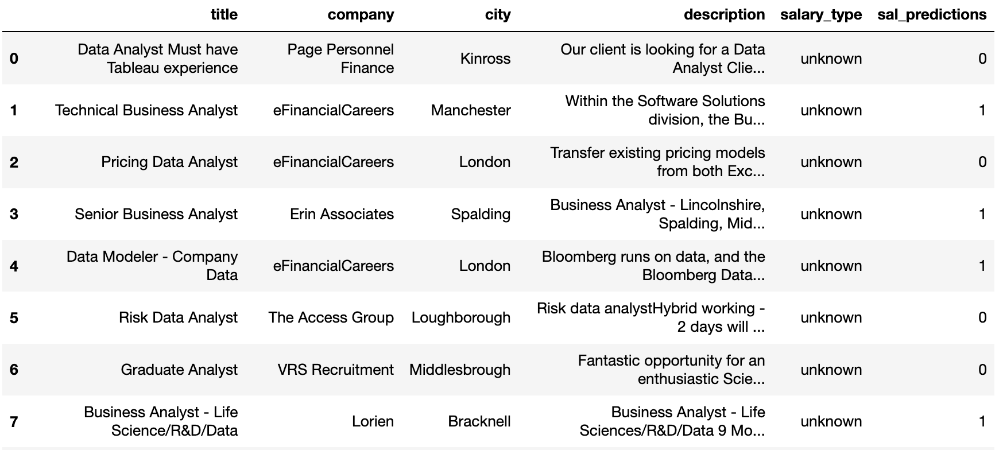 title company city description salary_type sal_predictions
0 Data Analyst Must have Tableau experience Page Personnel Finance Kinross Our client is looking for a Data Analyst Clie... unknown 0
1 Technical Business Analyst eFinancialCareers Manchester Within the Software Solutions division, the Bu... unknown 1
2 Pricing Data Analyst eFinancialCareers London Transfer existing pricing models from both Exc... unknown 0
3 Senior Business Analyst Erin Associates Spalding Business Analyst - Lincolnshire, Spalding, Mid... unknown 1
4 Data Modeler - Company Data eFinancialCareers London Bloomberg runs on data, and the Bloomberg Data... unknown 1
5 Risk Data Analyst The Access Group Loughborough Risk data analystHybrid working - 2 days will ... unknown 0
6 Graduate Analyst VRS Recruitment Middlesbrough Fantastic opportunity for an enthusiastic Scie... unknown 0
7 Business Analyst - Life Science/R&D/Data Lorien Bracknell Business Analyst - Life Sciences/R&D/Data 9 Mo... unknown 1